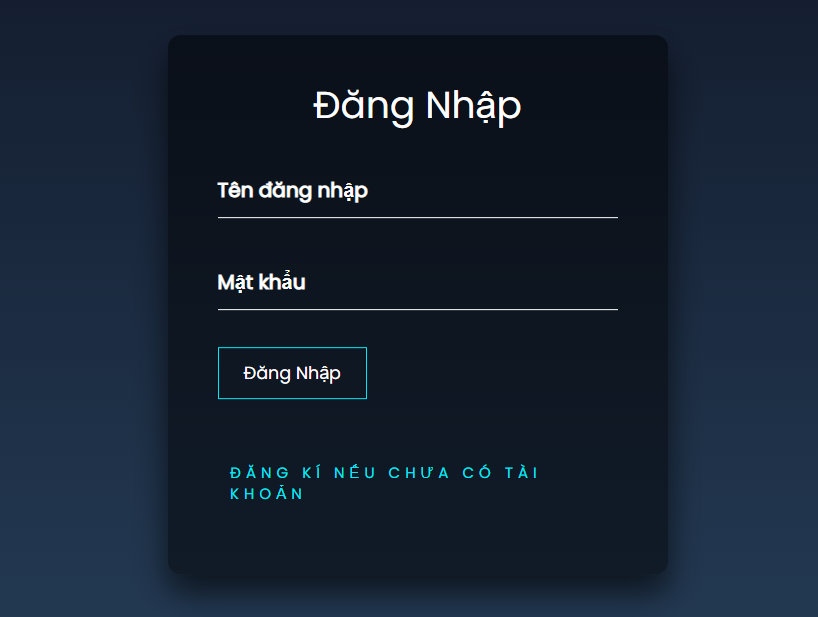 Đăng Nhập
Tên đăng nhập
Mật khẩu
Đăng Nhập
ĐĂNG KÍ NẾU CHƯA CÓ TÀI
KHOẢN